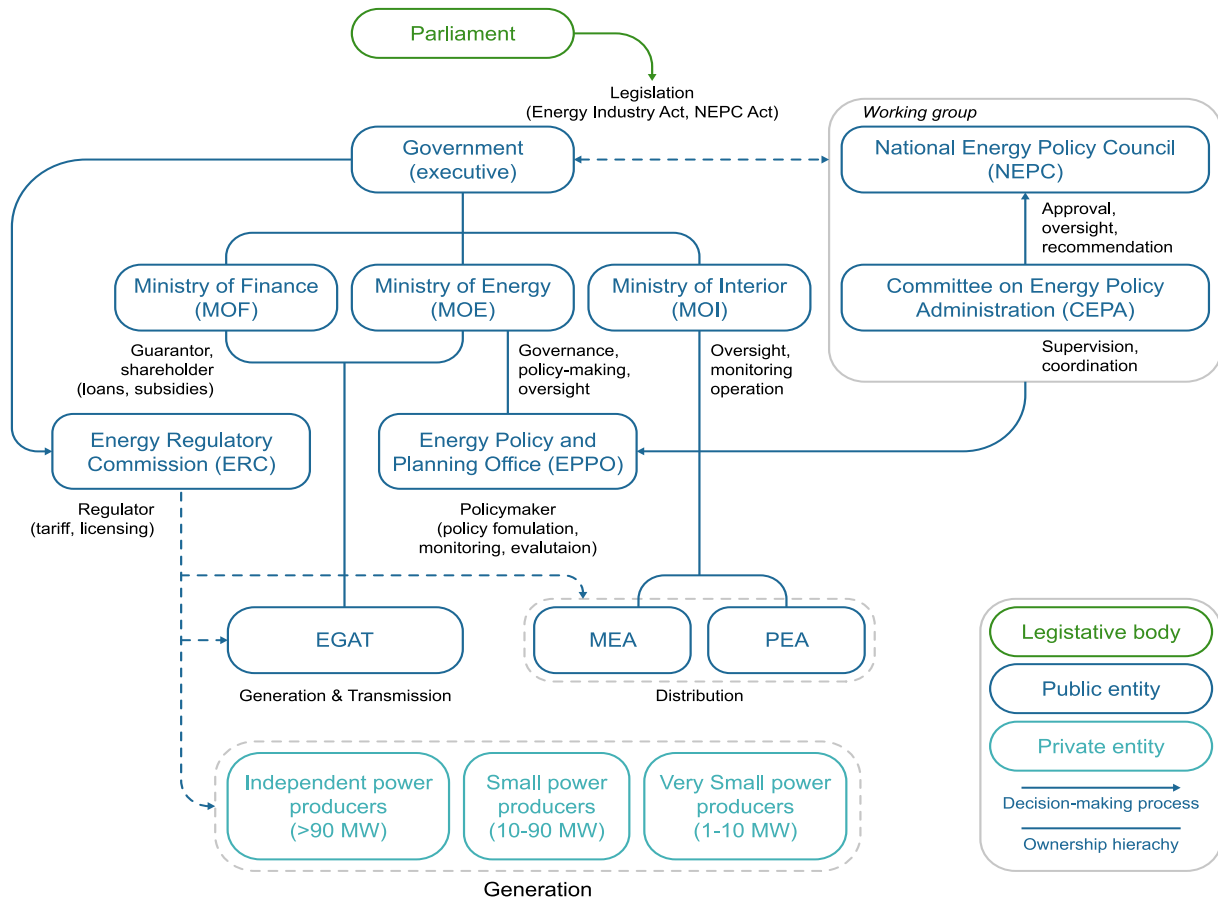 Parliament
Legislation
(Energy Industry Act, NEPC Act)
Working group
Government
(executive)
National Energy Policy Council
(NEPC)
Approval,
oversight,
recommendation
Ministry of Finance
(MOF)
Ministry of Energy
(MOE)
Ministry of Interior
(MOI)
Committee on Energy Policy
Administration (CEPA)
Guarantor,
shareholder
(loans, subsidies)
Governance,
policy-making,
oversight
Oversight,
monitoring
operation
Supervision,
coordination
Energy Regulatory
Commission (ERC)
Energy Policy and
Planning Office (EPPO)
Regulator
(tariff, licensing)
Policymaker
(policy fomulation,
monitoring, evalutaion)
EGAT
MEA
PEA
Generation & Transmission
Distribution
Independent power
producers
(>90 MW)
Small power
producers
(10-90 MW)
Very Small power
producers
(1-10 MW)
Generation
Legistative body
Public entity
Private entity
Decision-making process
Ownership hierachy